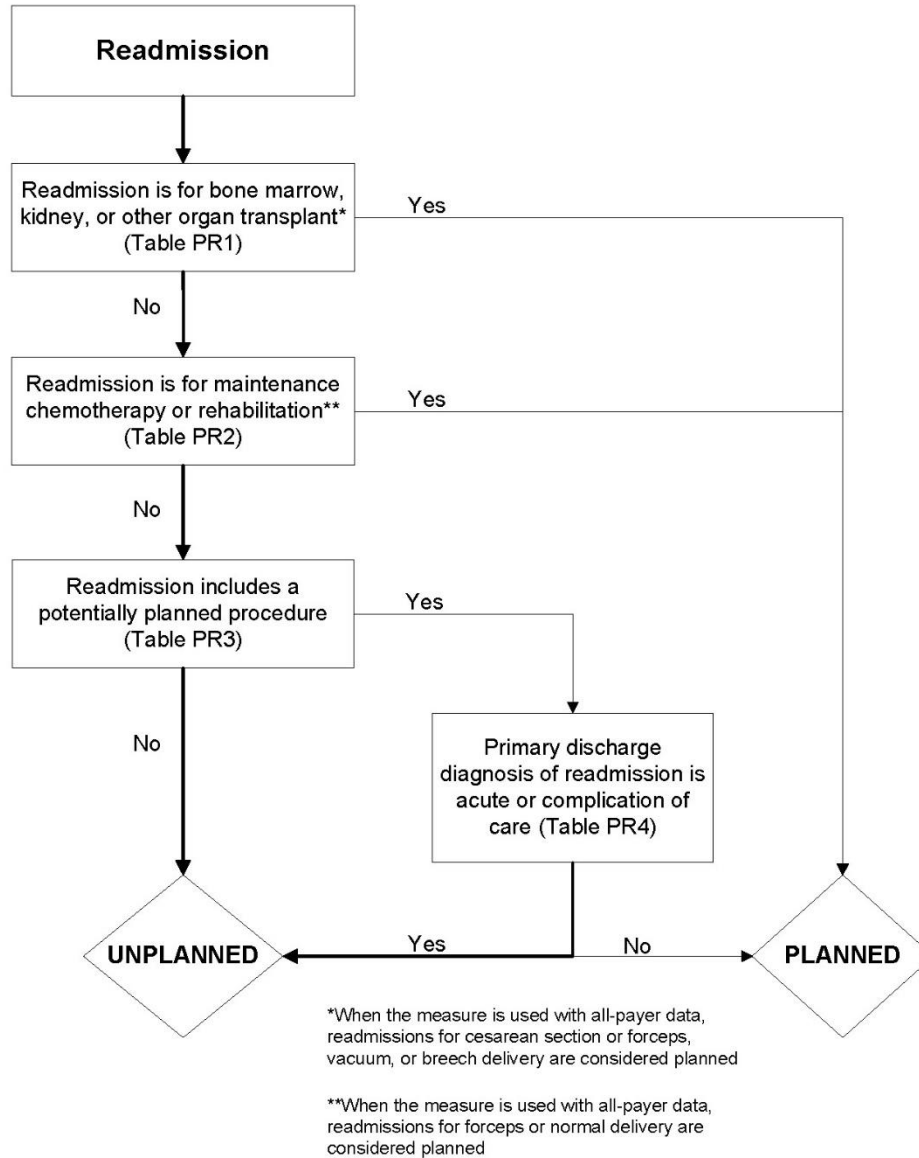 Readmission
Readmission is for bone marrow,
kidney, or other organ transplant*
(Table PR1)
Yes
No
Readmission is for maintenance
chemotherapy or rehabilitation**
(Table PR2)
Yes
No
Readmission includes a
potentially planned procedure
(Table PR3)
Yes
No
Primary discharge
diagnosis of readmission is
acute or complication of
care (Table PR4)
UNPLANNED
Yes
No
PLANNED
*When the measure is used with all-payer data,
readmissions for cesarean section or forceps,
vacuum, or breech delivery are considered planned
**When the measure is used with all-payer data,
readmissions for forceps or normal delivery are
considered planned